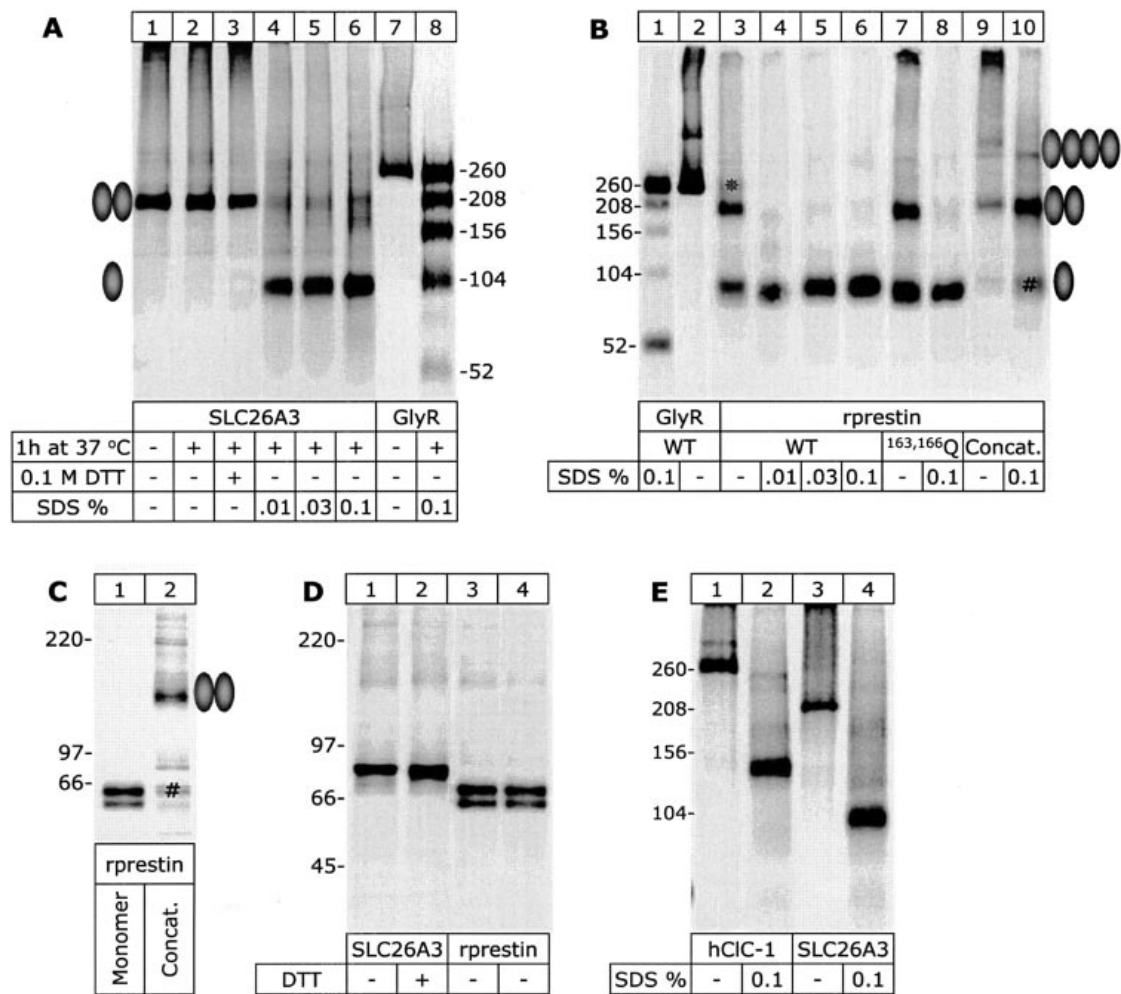 A
1 2 3 4 5 6 7 8
-260
-208
-156
-104
-52
SLC26A3 GlyR
1h at 37 °C - + + + + + - +
0.1 M DTT - - + - - - - -
SDS % - - - .01 .03 0.1 - 0.1
B
1 2 3 4 5 6 7 8 9 10
260-
208-
156-
104-
52-
*
#
GlyR rprestin
WT WT 163,166Q Concat.
SDS % 0.1 - - .01 .03 0.1 - 0.1 - 0.1
C
1 2
220-
97-
66-
#
rprestin
Monomer
Concat.
D
1 2 3 4
220-
97-
66-
45-
SLC26A3 rprestin
DTT - + - -
E
1 2 3 4
260-
208-
156-
104-
hClC-1 SLC26A3
SDS % - 0.1 - 0.1